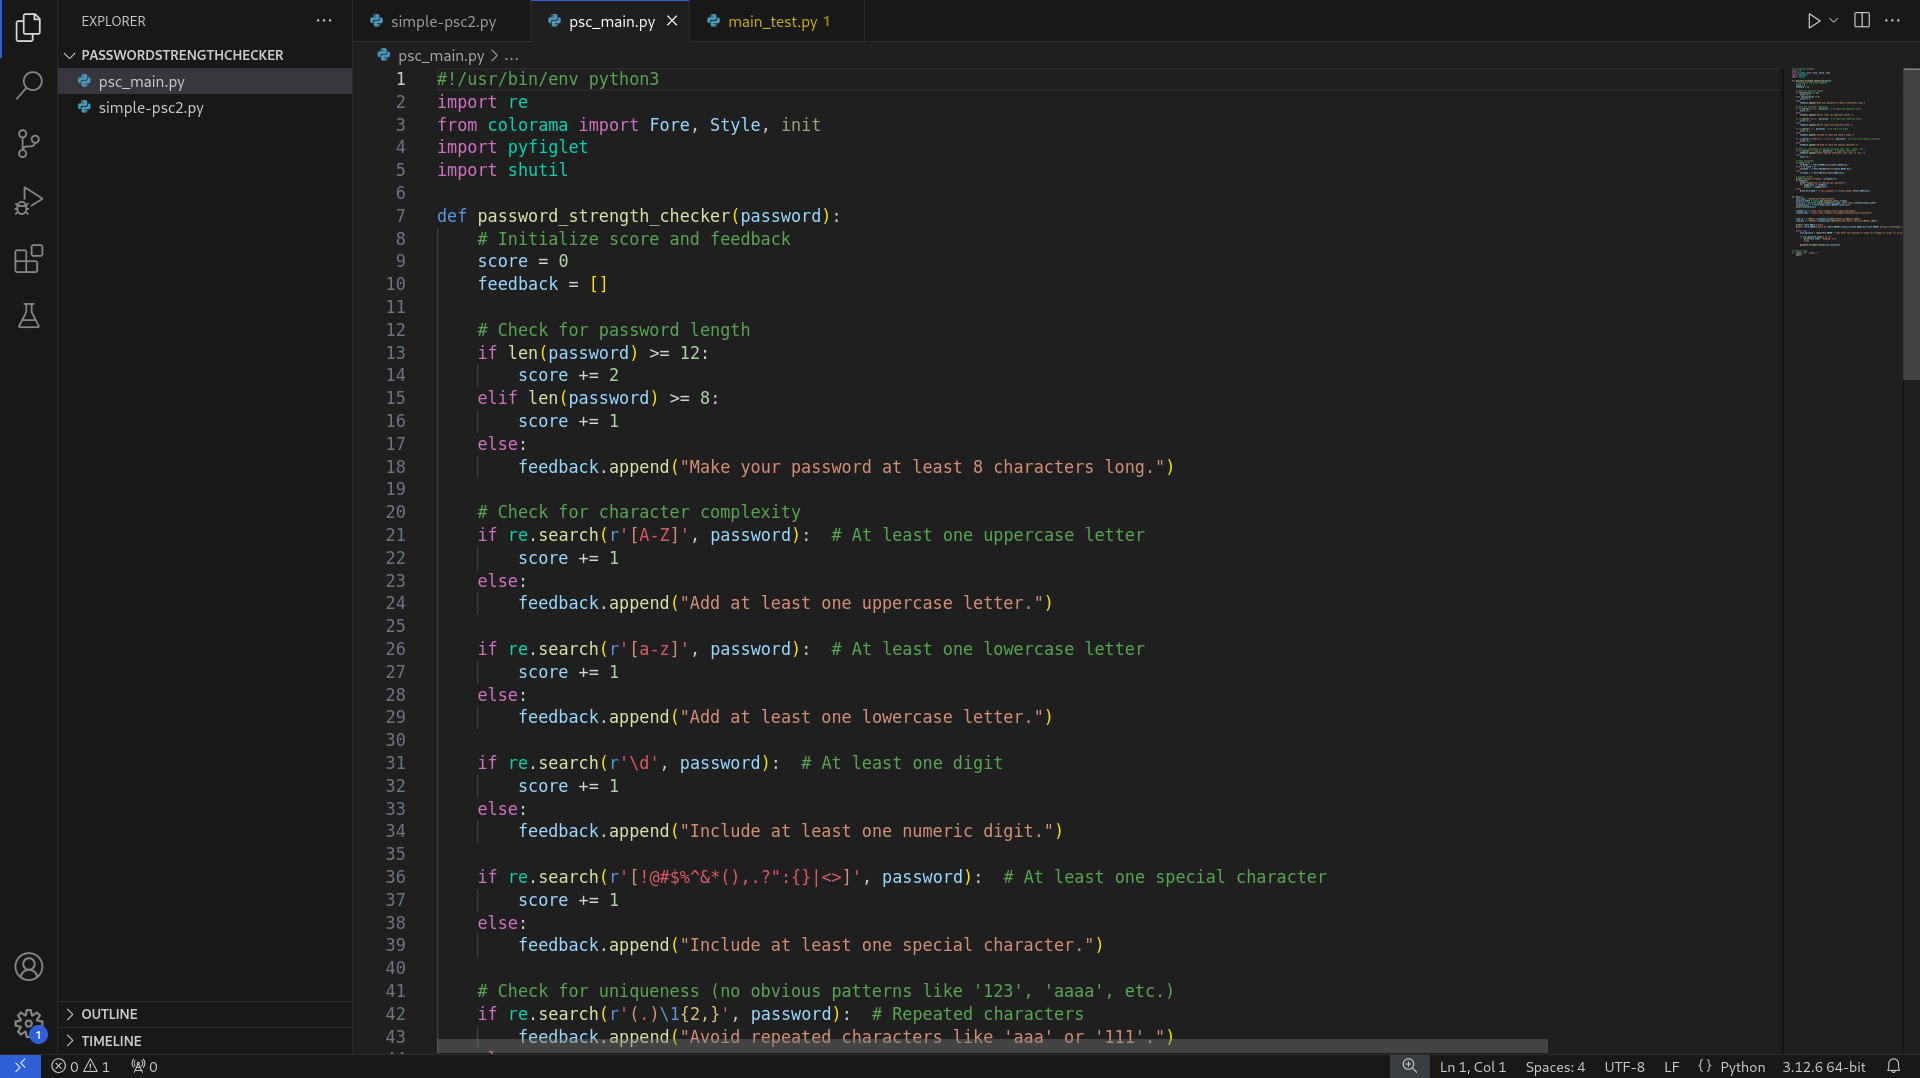 EXPLORER
simple-psc2.py
psc_main.py
main_test.py 1
PASSWORDSTRENGTHCHECKER
psc_main.py
simple-psc2.py
psc_main.py > ...
1 #!/usr/bin/env python3
2 import re
3 from colorama import Fore, Style, init
4 import pyfiglet
5 import shutil
6
7 def password_strength_checker(password):
8     # Initialize score and feedback
9     score = 0
10     feedback = []
11
12     # Check for password length
13     if len(password) >= 12:
14         score += 2
15     elif len(password) >= 8:
16         score += 1
17     else:
18         feedback.append("Make your password at least 8 characters long.")
19
20     # Check for character complexity
21     if re.search(r'[A-Z]', password):  # At least one uppercase letter
22         score += 1
23     else:
24         feedback.append("Add at least one uppercase letter.")
25
26     if re.search(r'[a-z]', password):  # At least one lowercase letter
27         score += 1
28     else:
29         feedback.append("Add at least one lowercase letter.")
30
31     if re.search(r'\d', password):  # At least one digit
32         score += 1
33     else:
34         feedback.append("Include at least one numeric digit.")
35
36     if re.search(r'[!@#$%^&*(),.?":{}|<>]', password):  # At least one special character
37         score += 1
38     else:
39         feedback.append("Include at least one special character.")
40
41     # Check for uniqueness (no obvious patterns like '123', 'aaaa', etc.)
42     if re.search(r'(.)\1{2,}', password):  # Repeated characters
43         feedback.append("Avoid repeated characters like 'aaa' or '111'.")
OUTLINE
TIMELINE
1
0 1 0
Ln 1, Col 1
Spaces: 4
UTF-8
LF
{} Python
3.12.6 64-bit